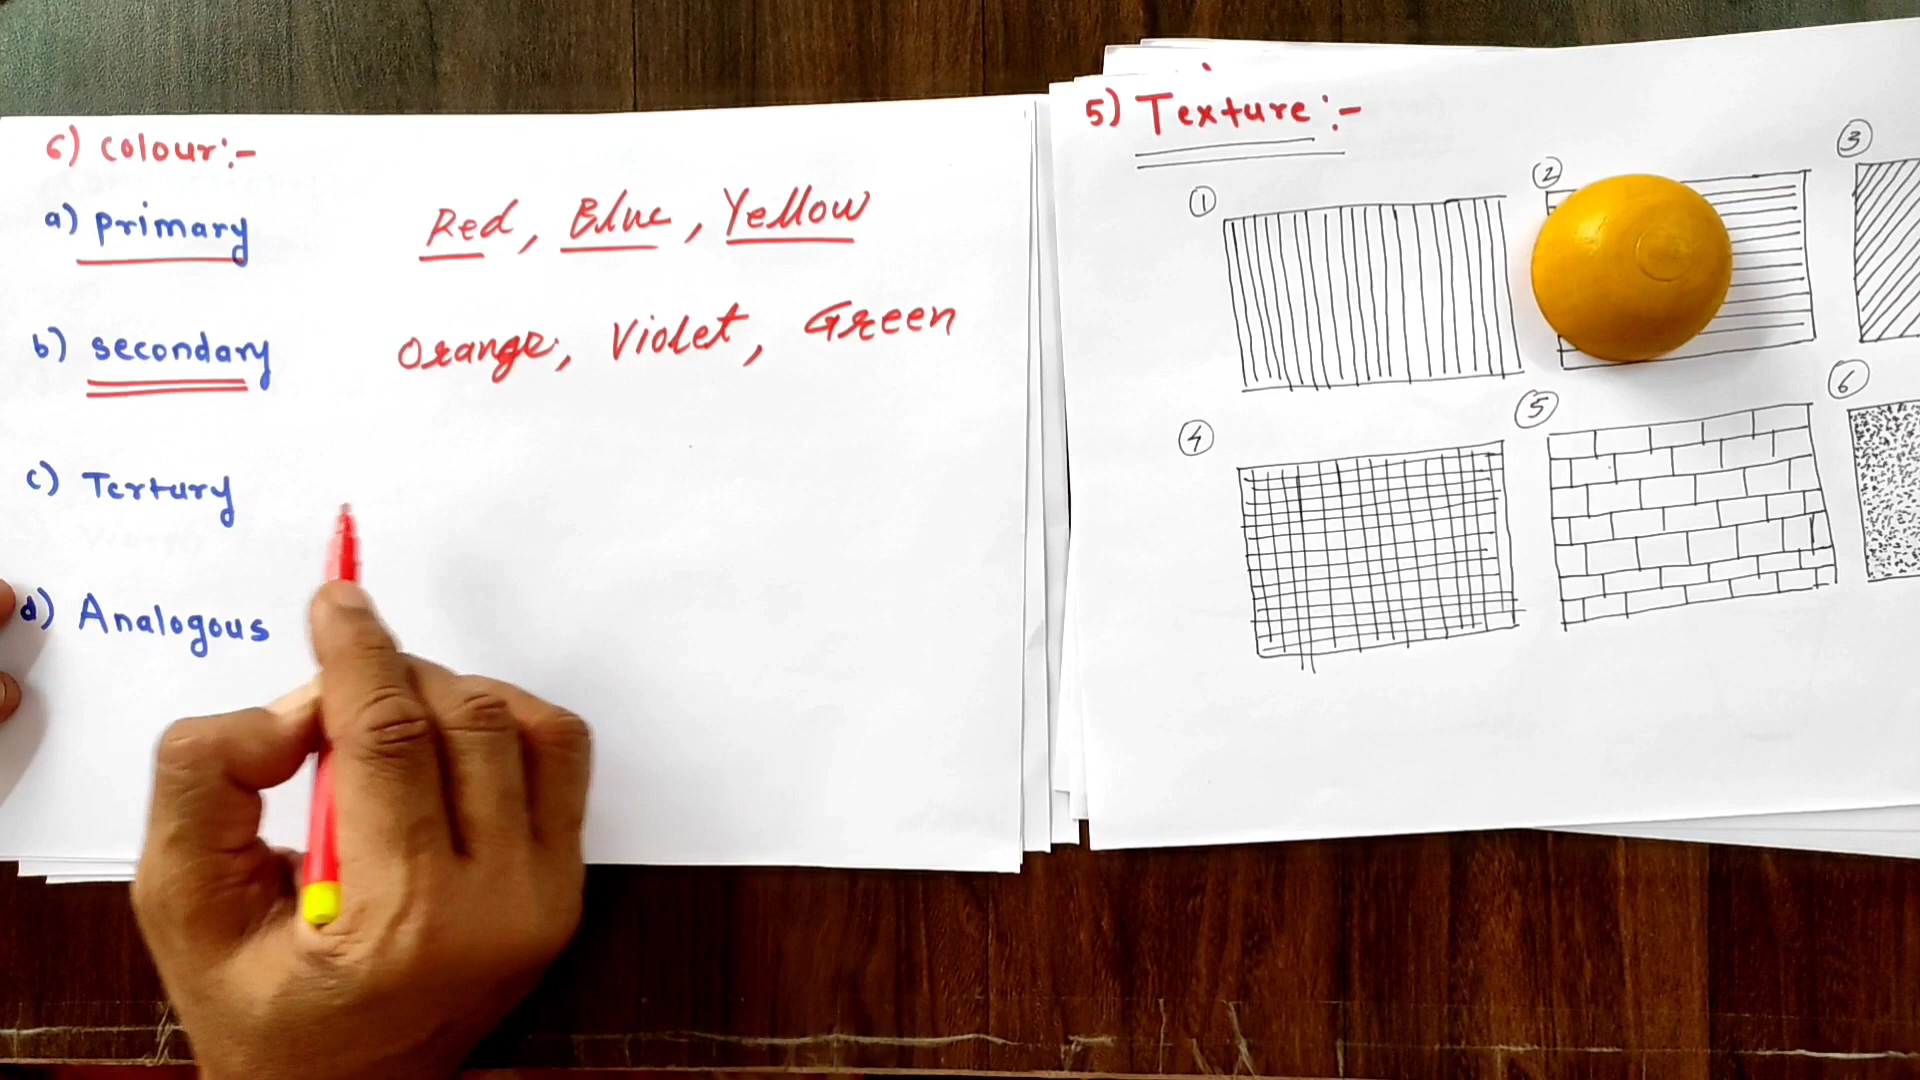 6) colour:-
a) primary Red, Blue, Yellow
b) secondary Orange, Violet, Green
c) Tertury
d) Analogous
5) Texture:-
1 2 3
4 5 6